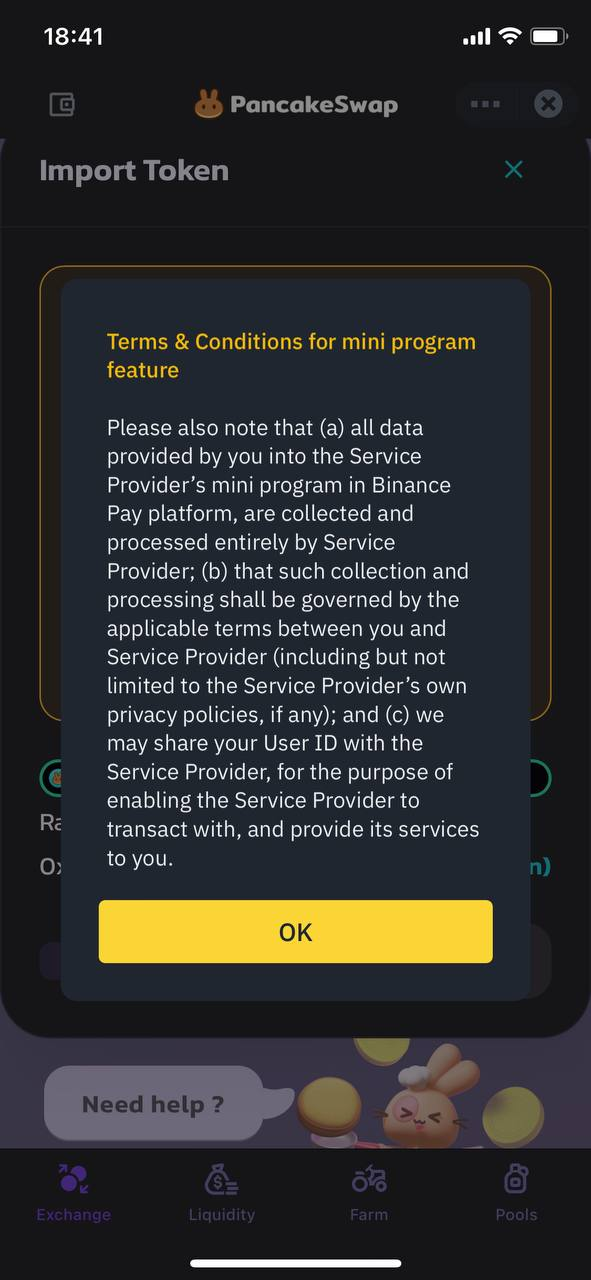 18:41
PancakeSwap
Import Token
Terms & Conditions for mini program
feature
Please also note that (a) all data
provided by you into the Service
Provider’s mini program in Binance
Pay platform, are collected and
processed entirely by Service
Provider; (b) that such collection and
processing shall be governed by the
applicable terms between you and
Service Provider (including but not
limited to the Service Provider’s own
privacy policies, if any); and (c) we
may share your User ID with the
Service Provider, for the purpose of
enabling the Service Provider to
transact with, and provide its services
to you.
OK
Need help ?
Exchange Liquidity Farm Pools